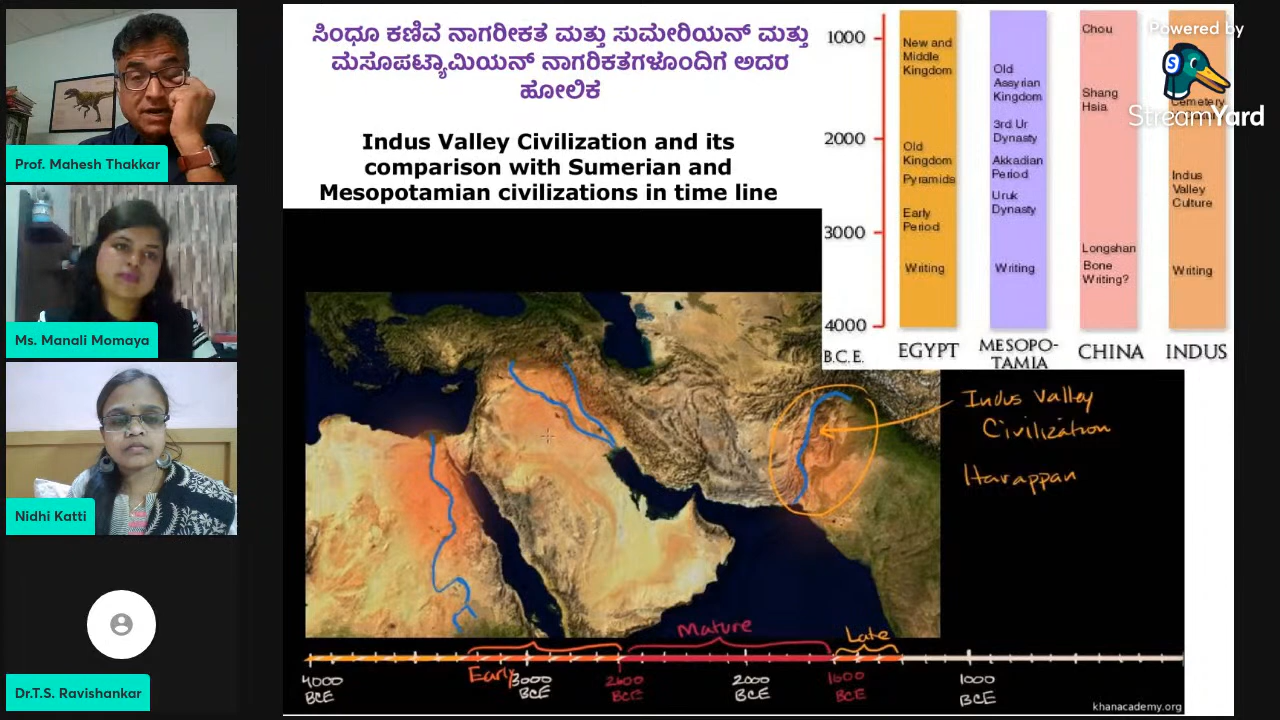 Prof. Mahesh Thakkar
Ms. Manali Momaya
Nidhi Katti
Dr.T.S. Ravishankar
ಸಿಂಧೂ ಕಣಿವೆ ನಾಗರೀಕತೆ ಮತ್ತು ಸುಮೇರಿಯನ್ ಮತ್ತು
ಮಸೊಪಟ್ಯಾಮಿಯನ್ ನಾಗರಿಕತೆಗಳೊಂದಿಗೆ ಅದರ
ಹೋಲಿಕೆ
Indus Valley Civilization and its
comparison with Sumerian and
Mesopotamian civilizations in time line
1000
2000
3000
4000
B.C.E.
New and
Middle
Kingdom
Old
Kingdom
Pyramids
Early
Period
Writing
EGYPT
Old
Assyrian
Kingdom
3rd Ur
Dynasty
Akkadian
Period
Uruk
Dynasty
Writing
MESOPO-
TAMIA
Chou
Shang
Hsia
Longshan
Bone
Writing?
CHINA
Cemetery
Indus
Valley
Culture
Writing
INDUS
Powered by
StreamYard
Indus Valley
Civilization
Harappan
Mature
Late
Early
4000
BCE
3000
BCE
2600
BCE
2000
BCE
1600
BCE
1000
BCE
khanacademy.org